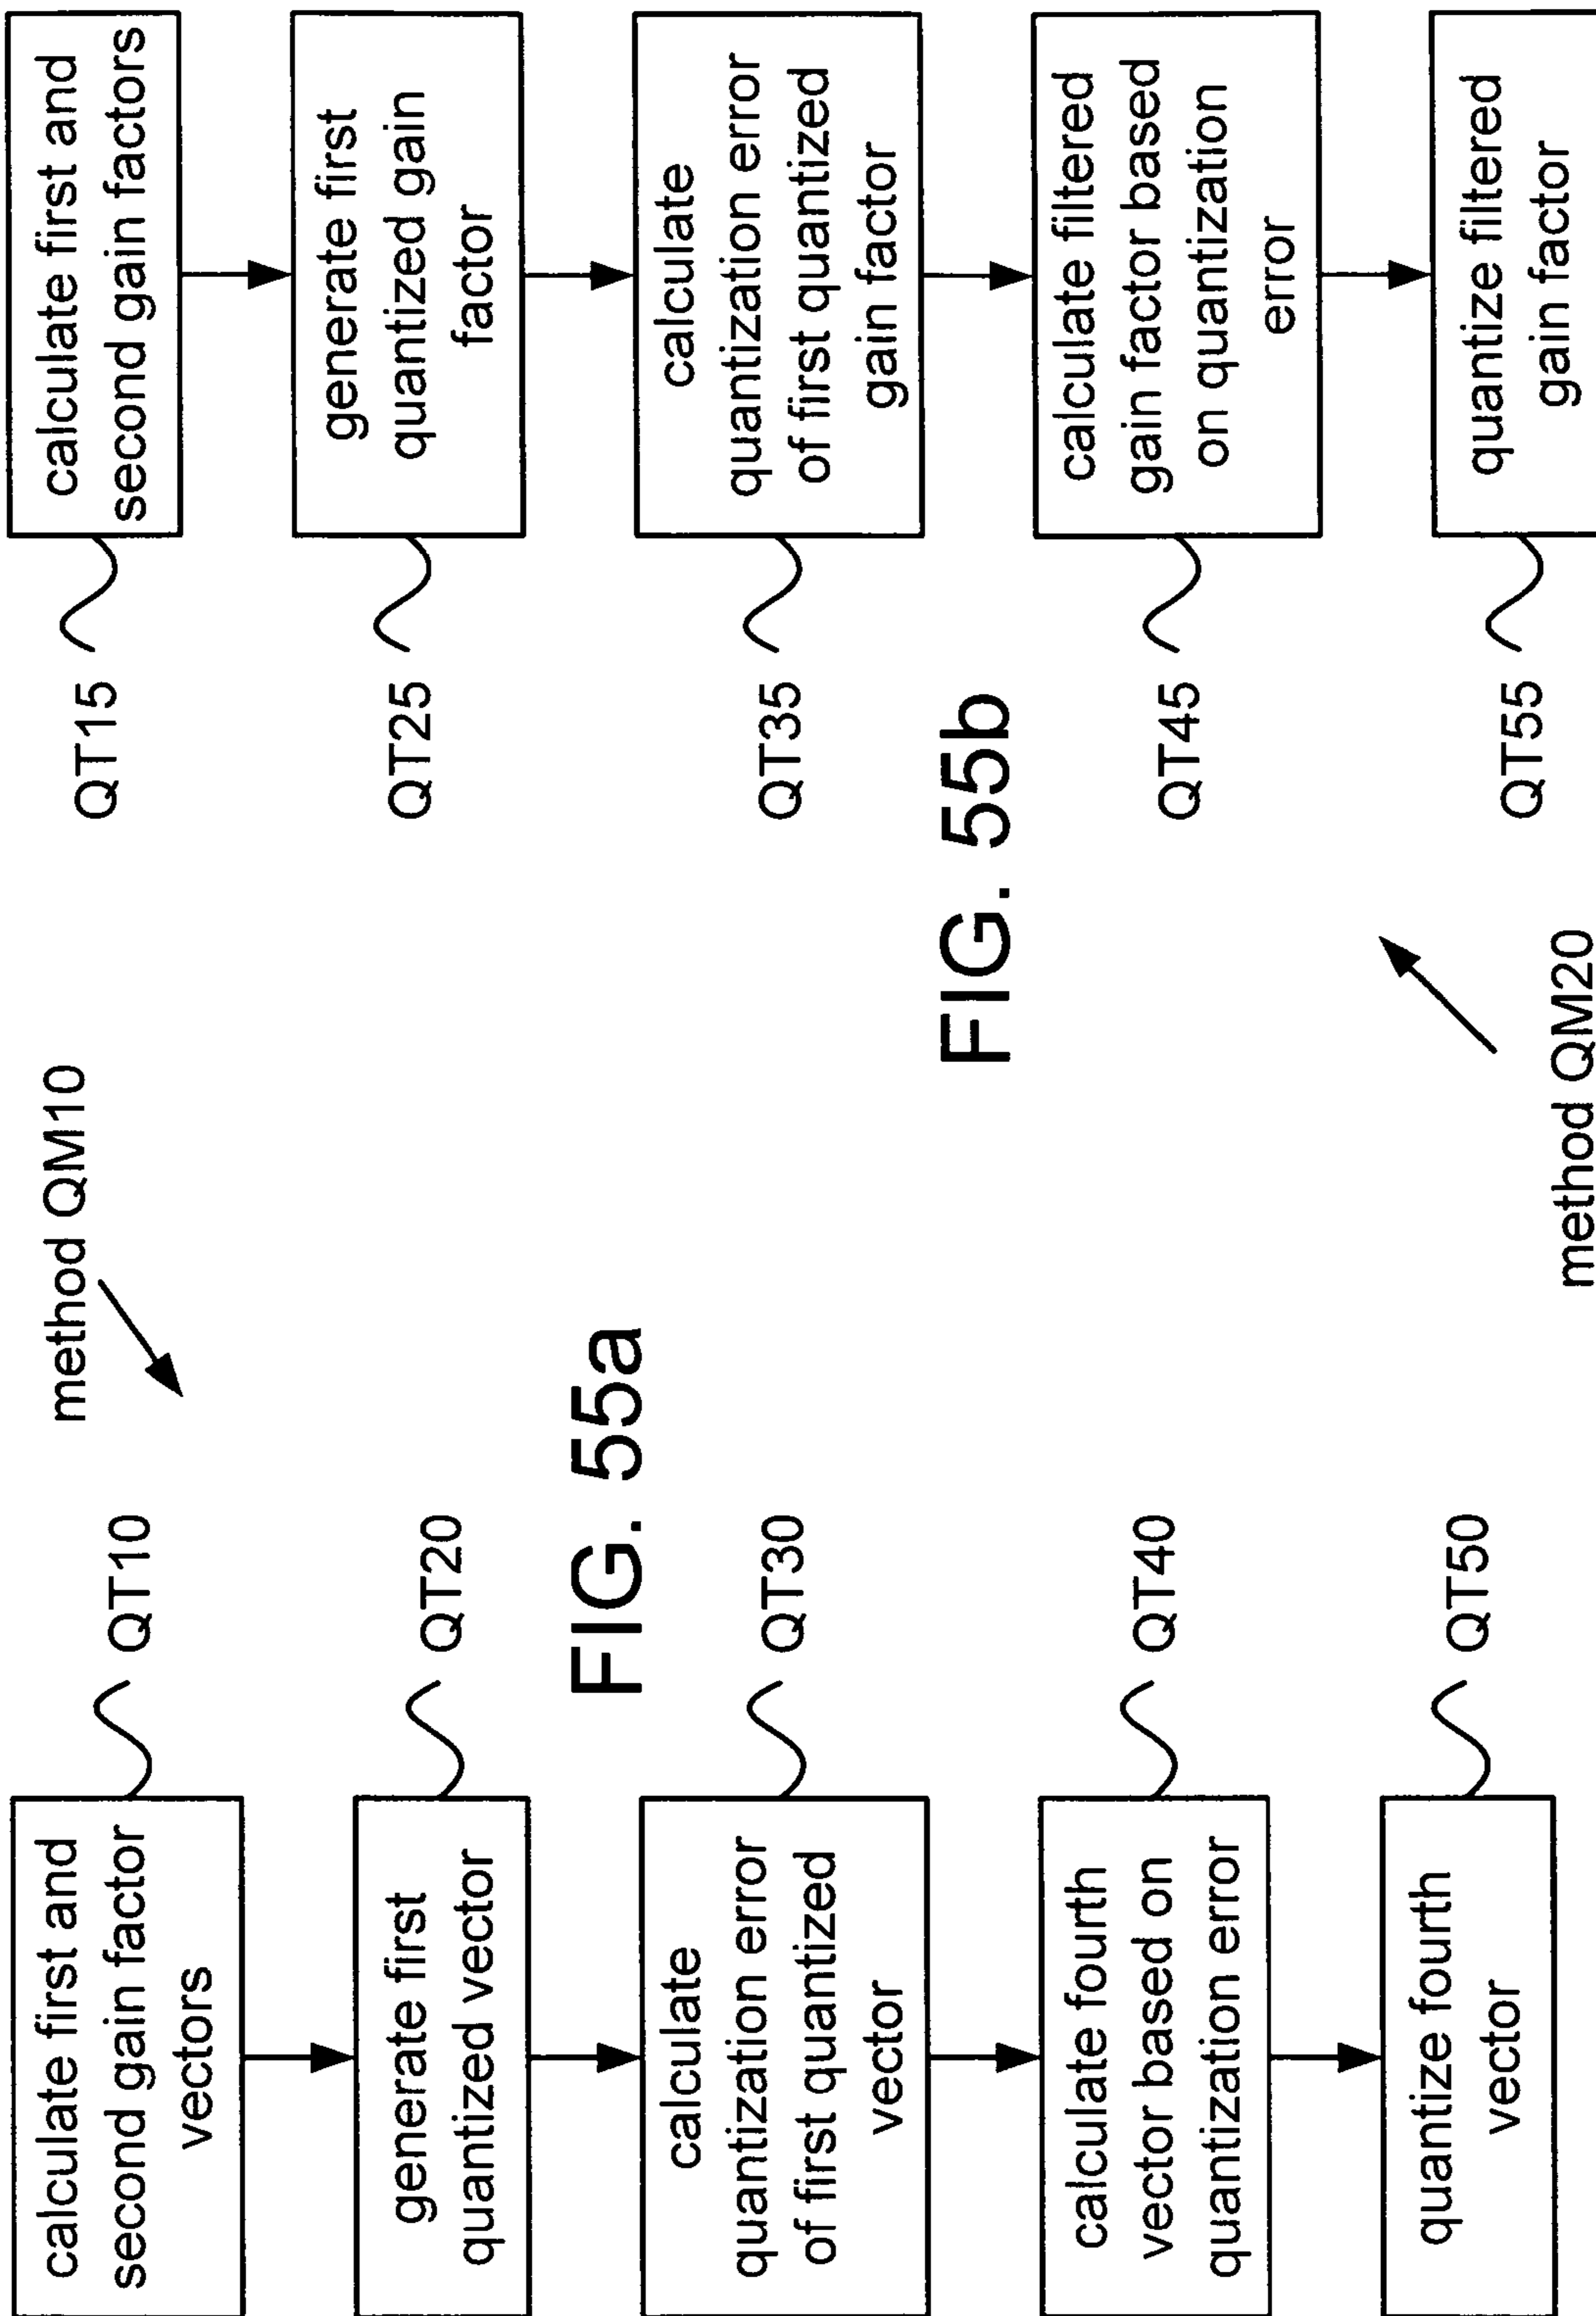 method QM10
calculate first and
second gain factor
vectors
QT10
generate first
quantized vector
QT20
calculate
quantization error
of first quantized
vector
QT30
calculate fourth
vector based on
quantization error
QT40
quantize fourth
vector
QT50
FIG. 55a
calculate first and
second gain factors
QT15
generate first
quantized gain
factor
QT25
calculate
quantization error
of first quantized
gain factor
QT35
calculate filtered
gain factor based
on quantization
error
QT45
quantize filtered
gain factor
QT55
FIG. 55b
method QM20